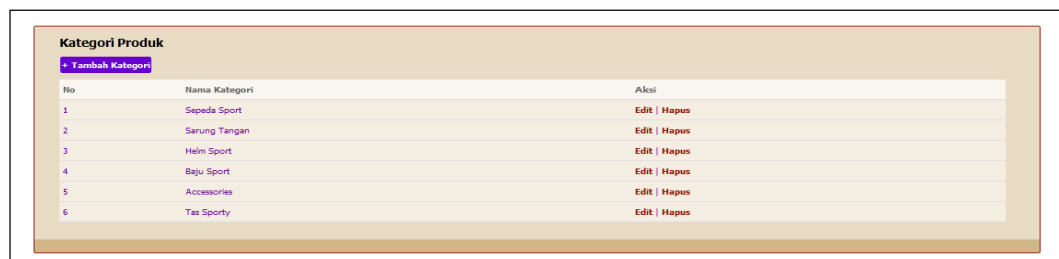 Kategori Produk
+ Tambah Kategori
No Nama Kategori Aksi
1 Sepeda Sport Edit | Hapus
2 Sarung Tangan Edit | Hapus
3 Helm Sport Edit | Hapus
4 Baju Sport Edit | Hapus
5 Accessories Edit | Hapus
6 Tas Sporty Edit | Hapus